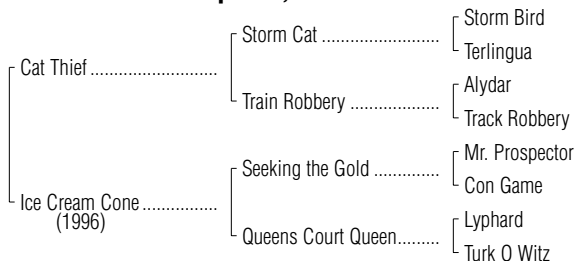 Storm Bird
Storm Cat ........................
Terlingua
Cat Thief ..........................
Alydar
Train Robbery ..................
Track Robbery
Mr. Prospector
Seeking the Gold .............
Con Game
Ice Cream Cone ...............
(1996)
Lyphard
Queens Court Queen.........
Turk O Witz